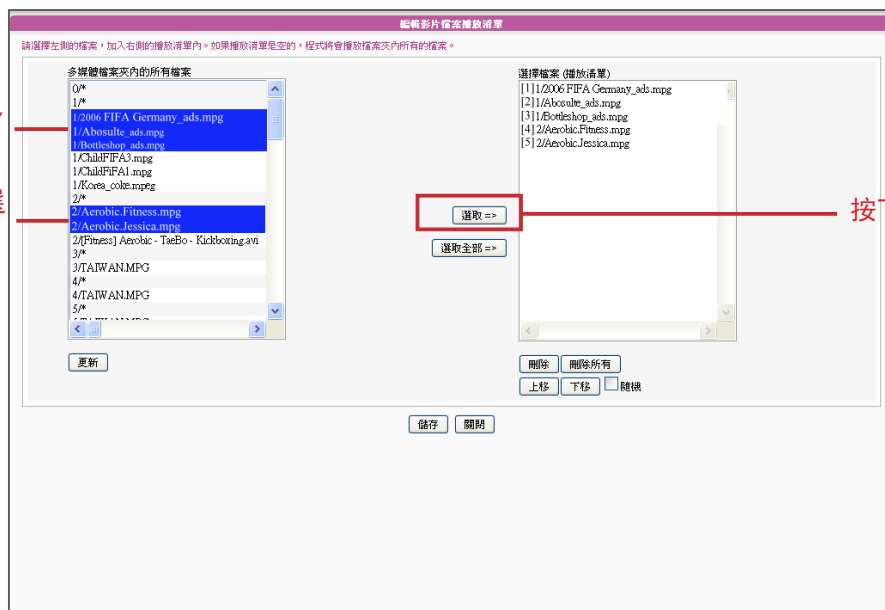 編輯影片檔案播放清單
請選擇左側的檔案，加入右側的播放清單內。如果播放清單是空的，程式將會播放檔案夾內所有的檔案。
多媒體檔案夾內的所有檔案
0/*
1/*
1/2006 FIFA Germany_ads.mpg
1/Abosulte_ads.mpg
1/Bottleshop_ads.mpg
1/ChildFIFA3.mpg
1/ChildFiFA1.mpg
1/Korea_coke.mpeg
2/*
2/Aerobic.Fitness.mpg
2/Aerobic.Jessica.mpg
2/[Fitness] Aerobic - TaeBo - Kickboxing.avi
3/*
3/TAIWAN.MPG
4/*
4/TAIWAN.MPG
5/*
更新
選取 =>
選取全部 =>
選擇檔案 (播放清單)
[1] 1/2006 FIFA Germany_ads.mpg
[2] 1/Abosulte_ads.mpg
[3] 1/Bottleshop_ads.mpg
[4] 2/Aerobic.Fitness.mpg
[5] 2/Aerobic.Jessica.mpg
刪除 刪除所有
上移 下移 隨機
儲存 關閉
按